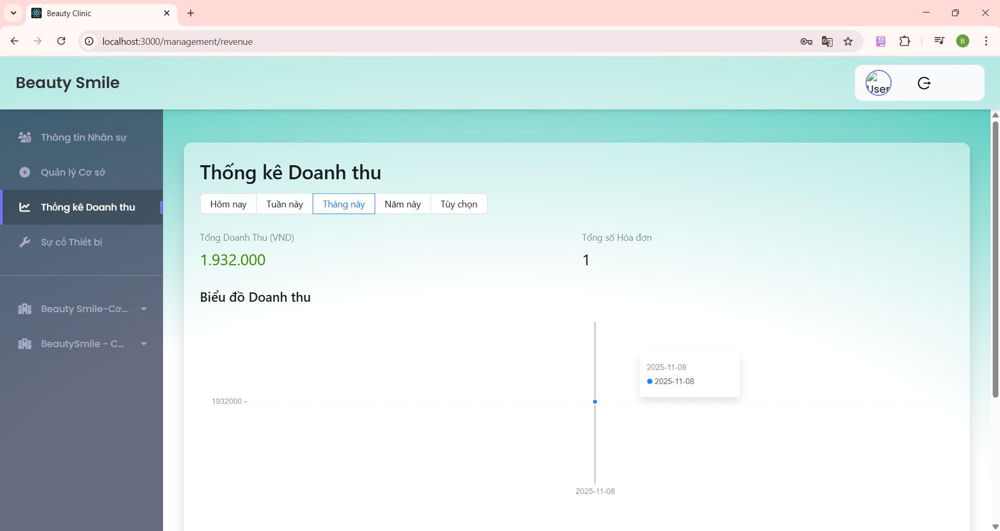 Beauty Clinic
localhost:3000/management/revenue
B
Beauty Smile
User
Thông tin Nhân sự
Quản lý Cơ sở
Thống kê Doanh thu
Sự cố Thiết bị
Beauty Smile-Cơ...
BeautySmile - C...
Thống kê Doanh thu
Hôm nay
Tuần này
Tháng này
Năm này
Tùy chọn
Tổng Doanh Thu (VND)
1.932.000
Tổng số Hóa đơn
1
Biểu đồ Doanh thu
2025-11-08
2025-11-08
1932000
2025-11-08